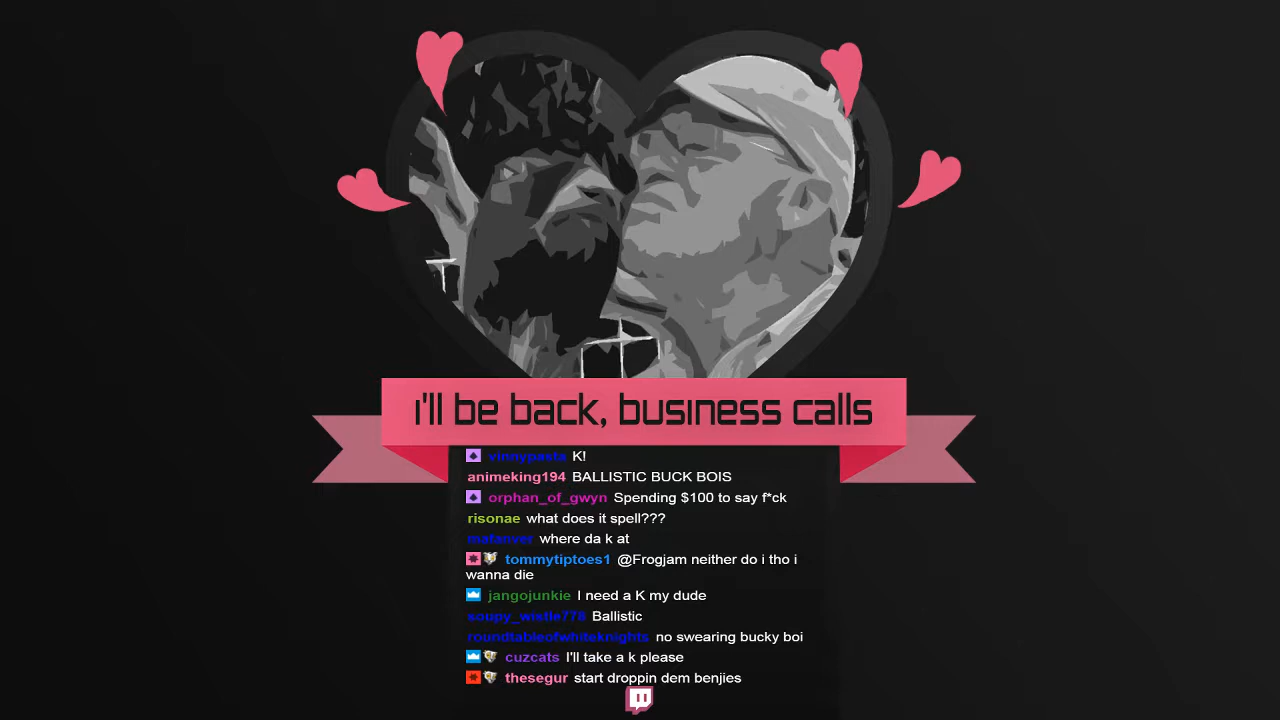 i'll be back, business calls
vinnypasta K!
animeking194 BALLISTIC BUCK BOIS
orphan_of_gwyn Spending $100 to say f*ck
risonae what does it spell???
mafanver where da k at
tommytiptoes1 @Frogjam neither do i tho i
wanna die
jangojunkie I need a K my dude
soupy_wistle778 Ballistic
roundtableofwhiteknights no swearing bucky boi
cuzcats I'll take a k please
thesegur start droppin dem benjies